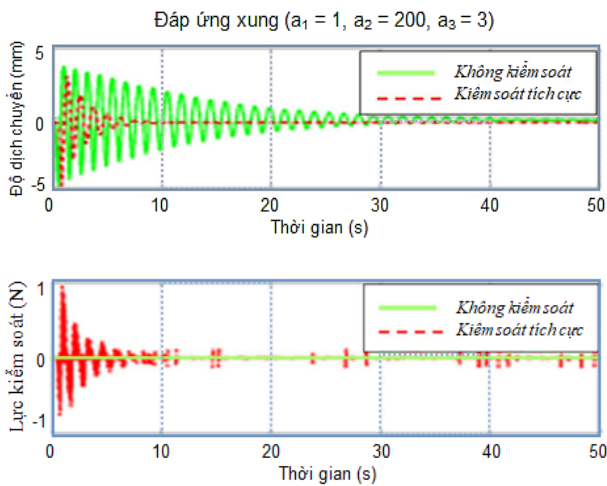 Đáp ứng xung (a₁ = 1, a₂ = 200, a₃ = 3)
Độ dịch chuyển (mm)
5
0
-5
Không kiểm soát
Kiêm soát tích cực
0 10 20 30 40 50
Thời gian (s)
Lực kiểm soát (N)
1
0
-1
Không kiểm soát
Kiêm soát tích cực
0 10 20 30 40 50
Thời gian (s)